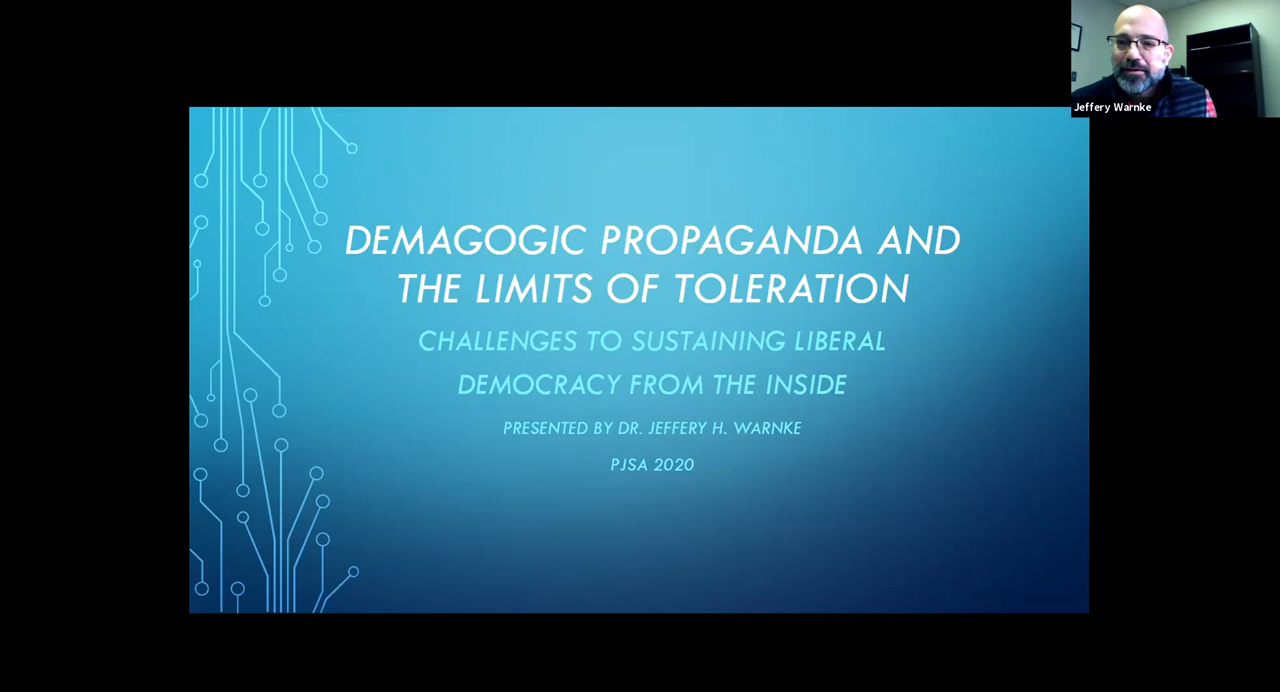 Jeffery Warnke
DEMAGOGIC PROPAGANDA AND
THE LIMITS OF TOLERATION
CHALLENGES TO SUSTAINING LIBERAL
DEMOCRACY FROM THE INSIDE
PRESENTED BY DR. JEFFERY H. WARNKE
PJSA 2020